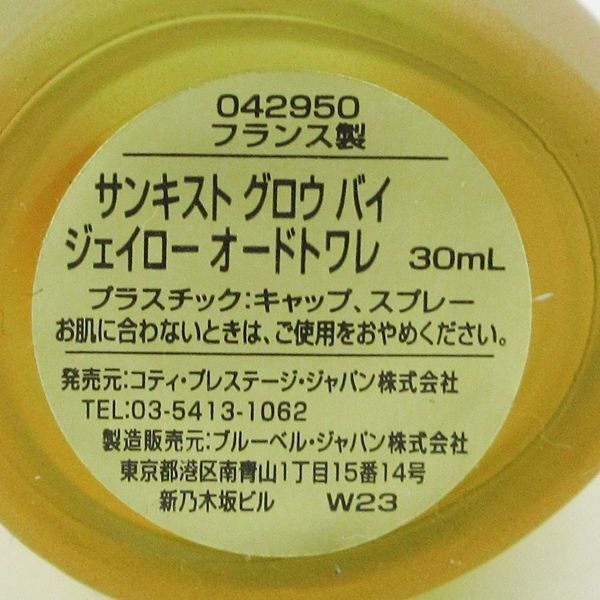 042950
フランス製
サンキスト グロウ バイ
ジェイロー オードトワレ 30mL
プラスチック:キャップ、スプレー
お肌に合わないときは、ご使用をおやめください。
発売元:コティ・プレステージ・ジャパン株式会社
TEL:03-5413-1062
製造販売元:ブルーベル・ジャパン株式会社
東京都港区南青山1丁目15番14号
新乃木坂ビル W23